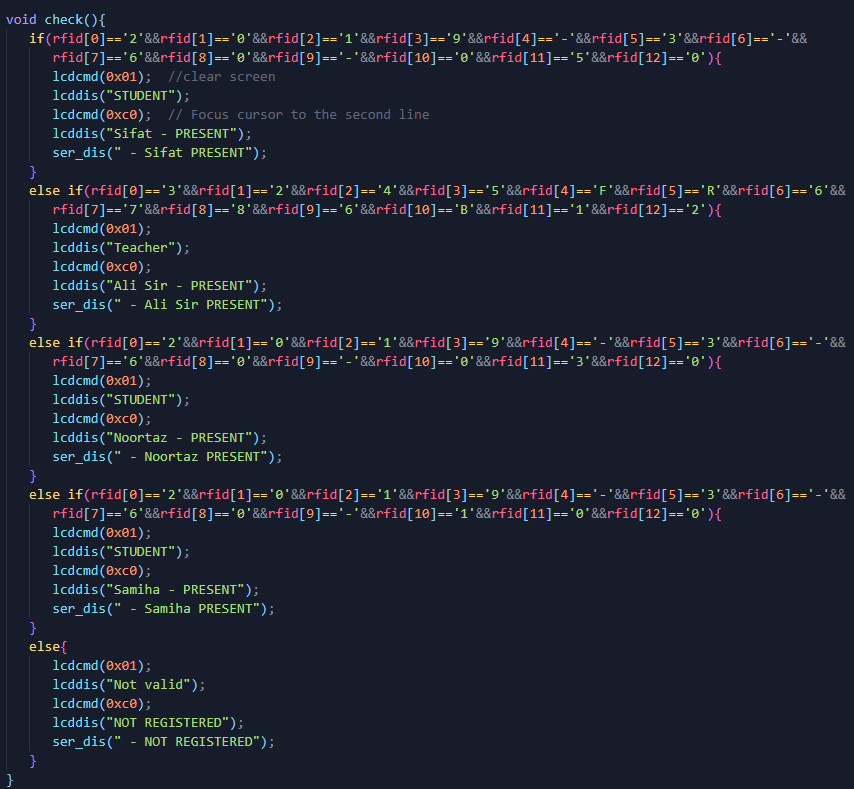 void check(){
   if(rfid[0]=='2'&&rfid[1]=='0'&&rfid[2]=='1'&&rfid[3]=='9'&&rfid[4]=='-'&&rfid[5]=='3'&&rfid[6]=='-'&&
      rfid[7]=='6'&&rfid[8]=='0'&&rfid[9]=='-'&&rfid[10]=='0'&&rfid[11]=='5'&&rfid[12]=='0'){
      lcdcmd(0x01);  //clear screen
      lcddis("STUDENT");
      lcdcmd(0xc0);  // Focus cursor to the second line
      lcddis("Sifat - PRESENT");
      ser_dis(" - Sifat PRESENT");
   }
   else if(rfid[0]=='3'&&rfid[1]=='2'&&rfid[2]=='4'&&rfid[3]=='5'&&rfid[4]=='F'&&rfid[5]=='R'&&rfid[6]=='6'&&
      rfid[7]=='7'&&rfid[8]=='8'&&rfid[9]=='6'&&rfid[10]=='B'&&rfid[11]=='1'&&rfid[12]=='2'){
      lcdcmd(0x01);
      lcddis("Teacher");
      lcdcmd(0xc0);
      lcddis("Ali Sir - PRESENT");
      ser_dis(" - Ali Sir PRESENT");
   }
   else if(rfid[0]=='2'&&rfid[1]=='0'&&rfid[2]=='1'&&rfid[3]=='9'&&rfid[4]=='-'&&rfid[5]=='3'&&rfid[6]=='-'&&
      rfid[7]=='6'&&rfid[8]=='0'&&rfid[9]=='-'&&rfid[10]=='0'&&rfid[11]=='3'&&rfid[12]=='0'){
      lcdcmd(0x01);
      lcddis("STUDENT");
      lcdcmd(0xc0);
      lcddis("Noortaz - PRESENT");
      ser_dis(" - Noortaz PRESENT");
   }
   else if(rfid[0]=='2'&&rfid[1]=='0'&&rfid[2]=='1'&&rfid[3]=='9'&&rfid[4]=='-'&&rfid[5]=='3'&&rfid[6]=='-'&&
      rfid[7]=='6'&&rfid[8]=='0'&&rfid[9]=='-'&&rfid[10]=='1'&&rfid[11]=='0'&&rfid[12]=='0'){
      lcdcmd(0x01);
      lcddis("STUDENT");
      lcdcmd(0xc0);
      lcddis("Samiha - PRESENT");
      ser_dis(" - Samiha PRESENT");
   }
   else{
      lcdcmd(0x01);
      lcddis("Not valid");
      lcdcmd(0xc0);
      lcddis("NOT REGISTERED");
      ser_dis(" - NOT REGISTERED");
   }
}